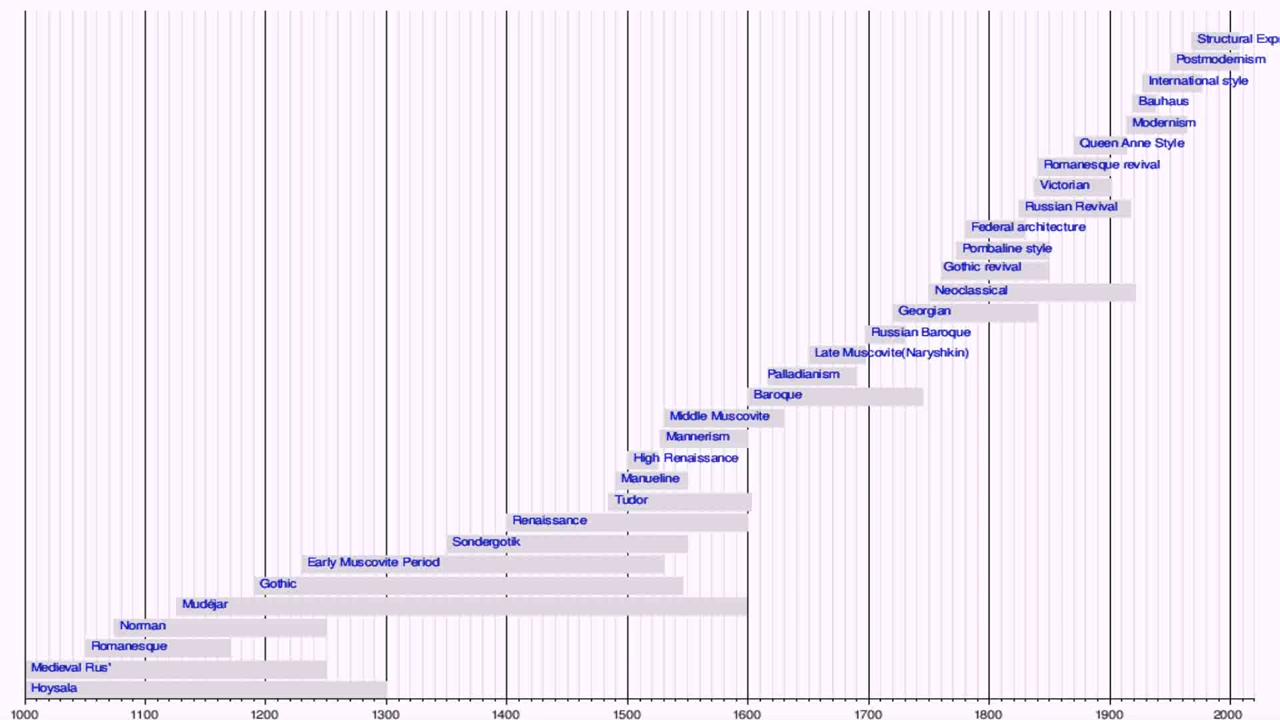 Structural Exp
Postmodernism
International style
Bauhaus
Modernism
Queen Anne Style
Romanesque revival
Victorian
Russian Revival
Federal architecture
Pombaline style
Gothic revival
Neoclassical
Georgian
Russian Baroque
Late Muscovite(Naryshkin)
Palladianism
Baroque
Middle Muscovite
Mannerism
High Renaissance
Manueline
Tudor
Renaissance
Sondergotik
Early Muscovite Period
Gothic
Mudéjar
Norman
Romanesque
Medieval Rus'
Hoysala
1000 1100 1200 1300 1400 1500 1600 1700 1800 1900 2000